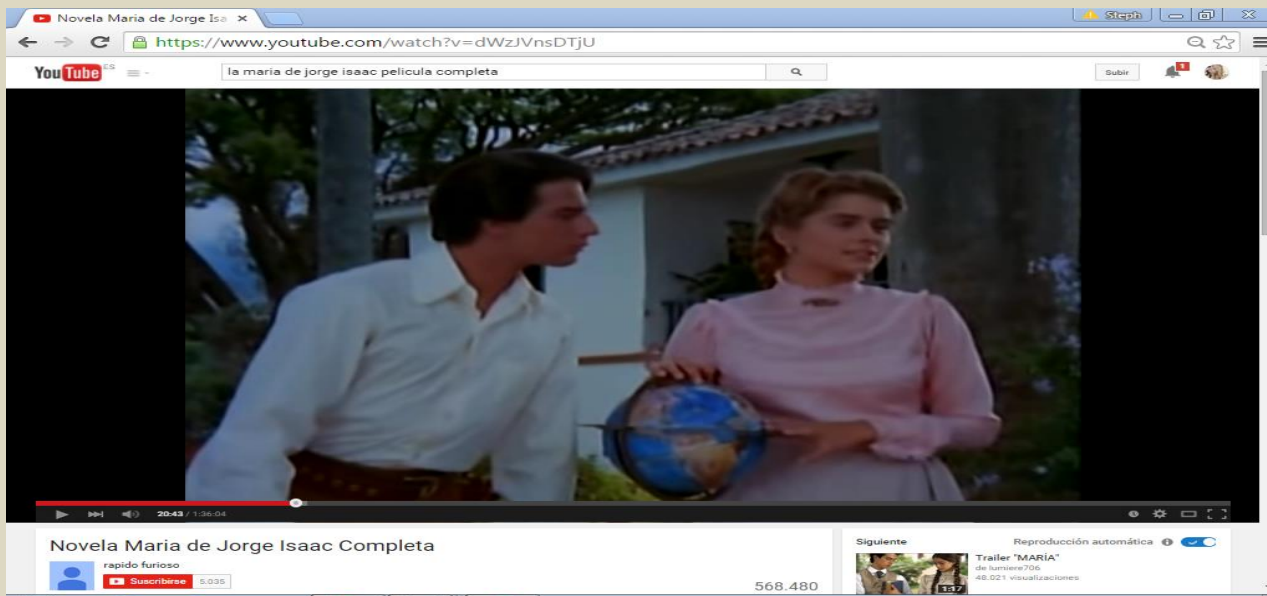 Novela Maria de Jorge Isa
Steph
https://www.youtube.com/watch?v=dWzJVnsDTjU
YouTube ES
la maria de jorge isaac pelicula completa
Subir
1
20:43 / 1:36:04
Novela Maria de Jorge Isaac Completa
rapido furioso
Suscribirse 5.035
568.480
Siguiente
Reproducción automática
Trailer "MARÍA"
de lumiere706
48.021 visualizaciones
1:17